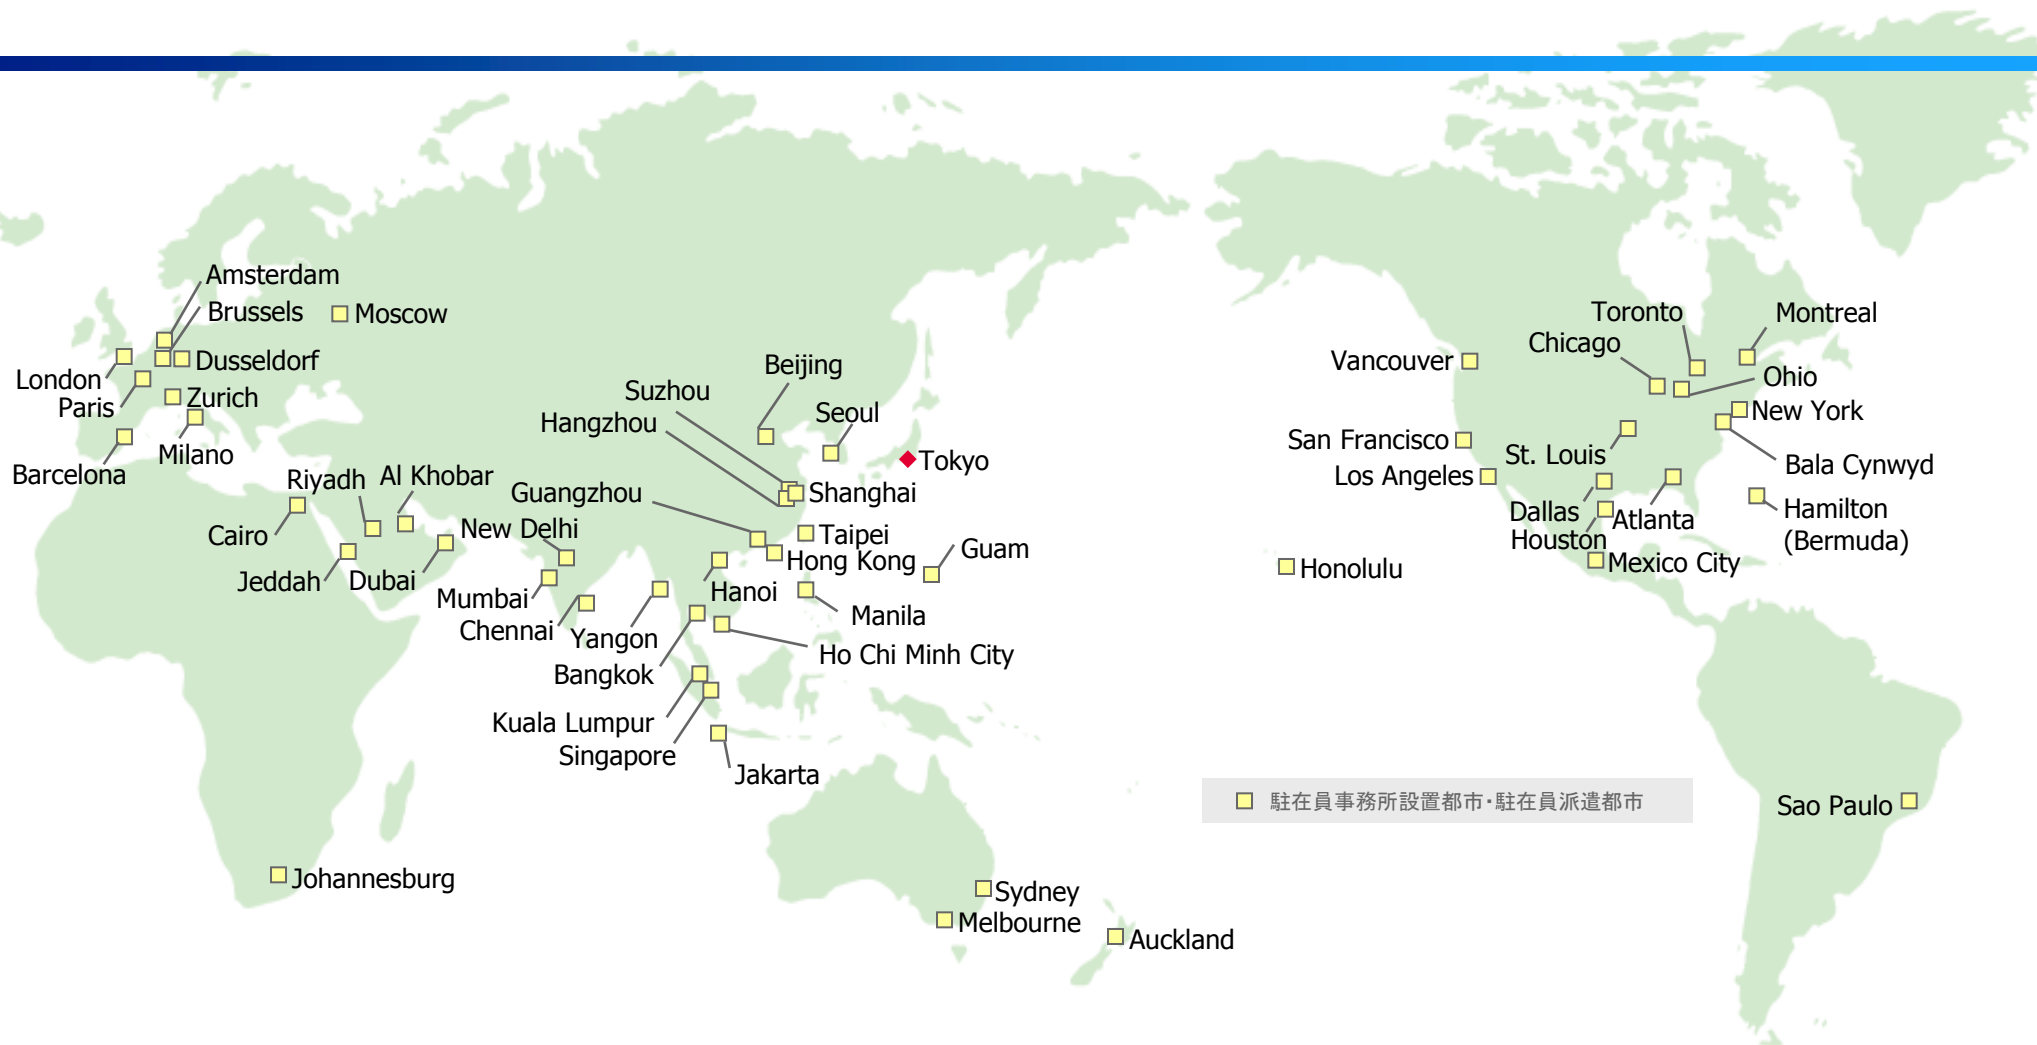 Amsterdam
Brussels
Moscow
Dusseldorf
London
Paris
Zurich
Milano
Barcelona
Riyadh
Al Khobar
Cairo
Jeddah
Dubai
New Delhi
Mumbai
Chennai
Yangon
Bangkok
Kuala Lumpur
Singapore
Jakarta
Suzhou
Hangzhou
Guangzhou
Beijing
Seoul
Tokyo
Shanghai
Taipei
Hong Kong
Hanoi
Guam
Manila
Ho Chi Minh City
Johannesburg
Sydney
Melbourne
Auckland
Honolulu
Vancouver
San Francisco
Los Angeles
Toronto
Chicago
Montreal
Ohio
New York
St. Louis
Bala Cynwyd
Dallas
Houston
Atlanta
Hamilton
(Bermuda)
Mexico City
駐在員事務所設置都市・駐在員派遣都市
Sao Paulo